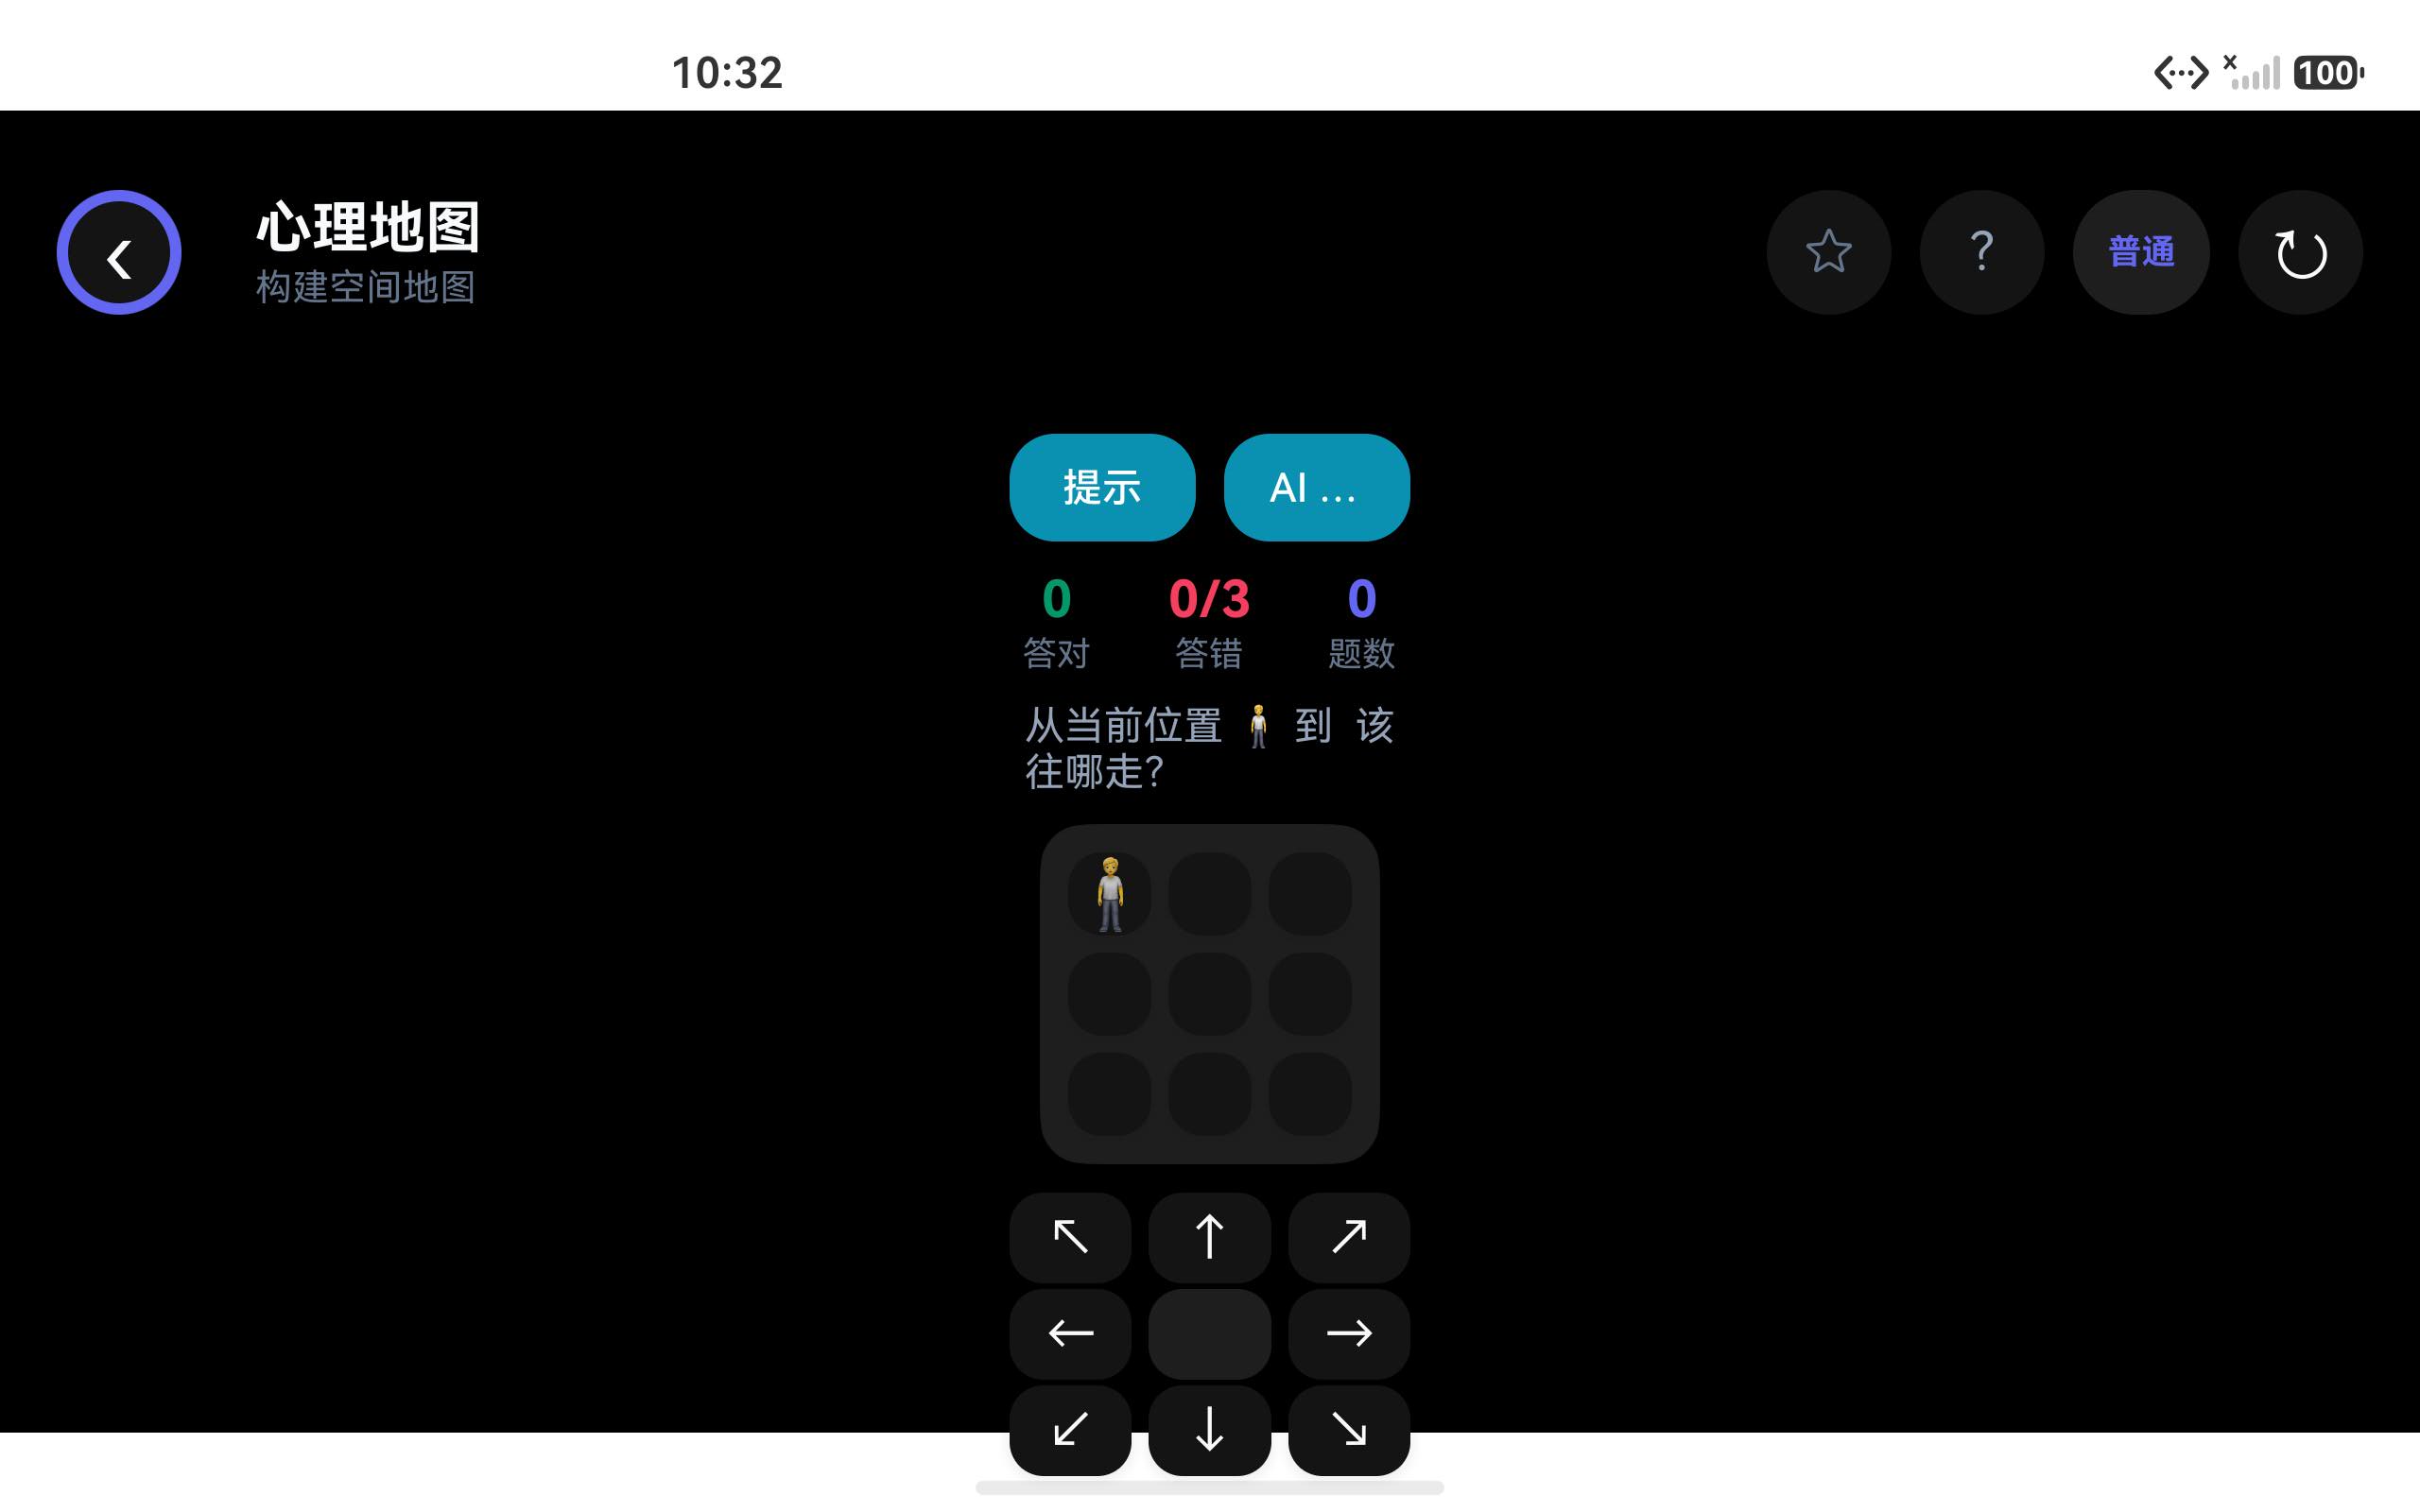 10:32
100
心理地图
构建空间地图
?
普通
提示
AI ...
0
0/3
0
答对
答错
题数
从当前位置 🧍 到 该
往哪走?
↖ ↑ ↗
← →
↙ ↓ ↘